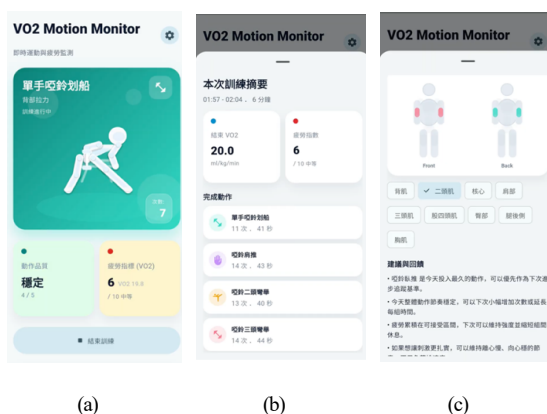 VO2 Motion Monitor
即時運動與疲勞監測
單手啞鈴划船
背部拉力
訓練進行中
次數
7
動作品質
穩定
4 / 5
疲勞指標 (VO2)
6 VO2 19.8
/ 10 中等
結束訓練
(a)
VO2 Motion Monitor
本次訓練摘要
01:57 - 02:04 ，6 分鐘
結束 VO2
20.0
ml/kg/min
疲勞指數
6
/ 10 中等
完成動作
單手啞鈴划船
11 次 ，41 秒
啞鈴肩推
14 次 ，43 秒
啞鈴二頭彎舉
13 次 ，40 秒
啞鈴三頭彎舉
14 次 ，44 秒
(b)
VO2 Motion Monitor
Front
Back
背肌
二頭肌
核心
肩部
三頭肌
股四頭肌
臀部
腿後側
胸肌
建議與回饋
• 啞鈴臥推 是今天投入最久的動作，可以優先作為下次進
步追蹤基準。
• 今天整體動作節奏穩定，可以下次小幅增加次數或延長
每組時間。
• 疲勞累積在可接受區間，下次可以維持強度並縮短組間
休息。
• 如果想讓刺激更扎實，可以維持離心慢、向心穩的節
(c)